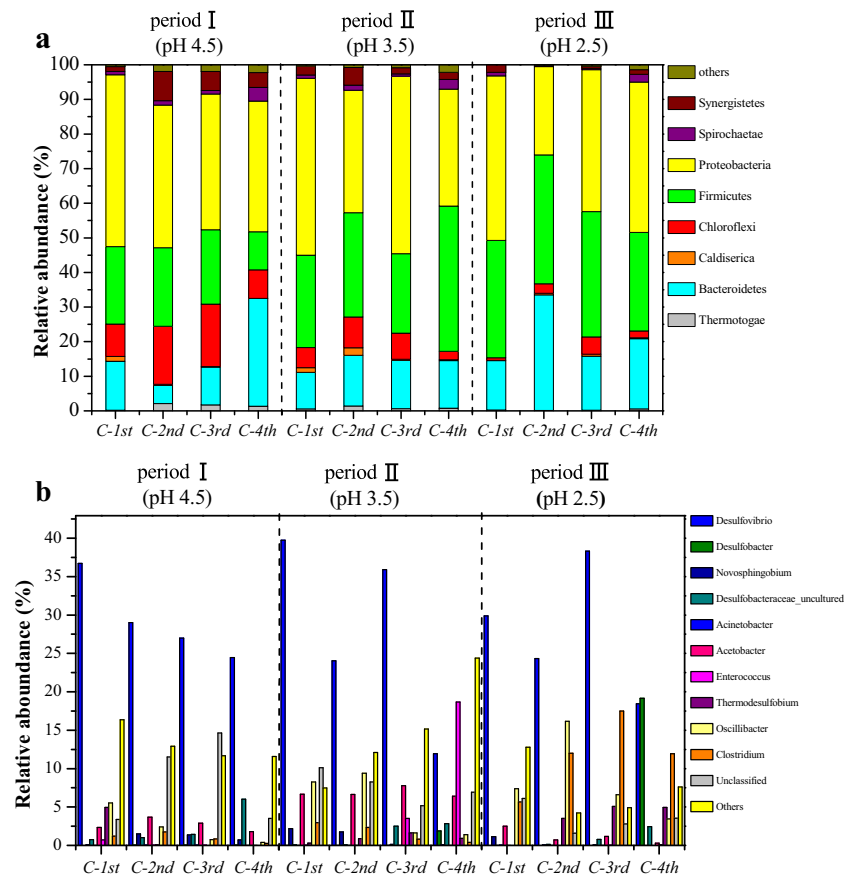 a
period Ⅰ
(pH 4.5)
period Ⅱ
(pH 3.5)
period Ⅲ
(pH 2.5)
Relative abundance (%)
100
90
80
70
60
50
40
30
20
10
0
C-1st C-2nd C-3rd C-4th C-1st C-2nd C-3rd C-4th C-1st C-2nd C-3rd C-4th
others
Synergistetes
Spirochaetae
Proteobacteria
Firmicutes
Chloroflexi
Caldiserica
Bacteroidetes
Thermotogae
b
period Ⅰ
(pH 4.5)
period Ⅱ
(pH 3.5)
period Ⅲ
(pH 2.5)
Relative aboundance (%)
40
35
30
25
20
15
10
5
0
C-1st C-2nd C-3rd C-4th C-1st C-2nd C-3rd C-4th C-1st C-2nd C-3rd C-4th
Desulfovibrio
Desulfobacter
Novosphingobium
Desulfobacteraceae_uncultured
Acinetobacter
Acetobacter
Enterococcus
Thermodesulfobium
Oscillibacter
Clostridium
Unclassified
Others